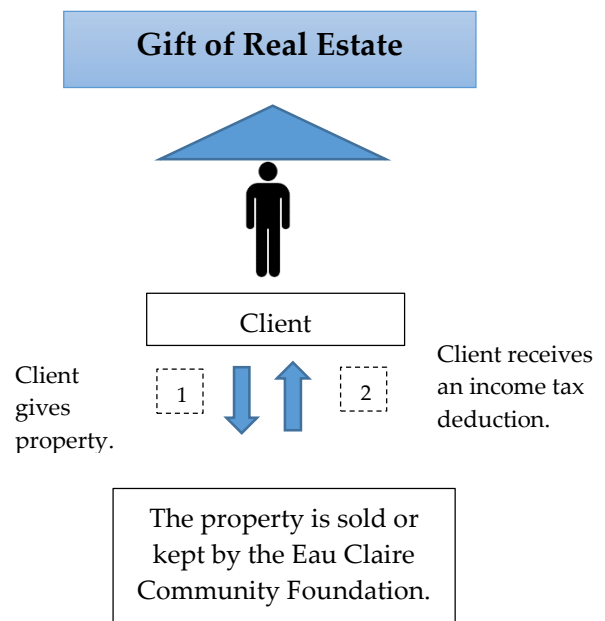 Gift of Real Estate
Client
Client
gives
property.
1
2
Client receives
an income tax
deduction.
The property is sold or
kept by the Eau Claire
Community Foundation.